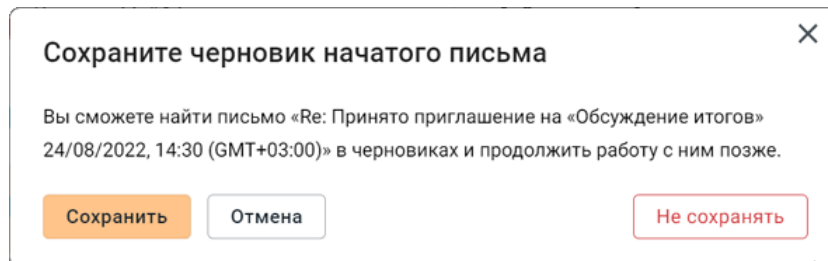 Сохраните черновик начатого письма
Вы сможете найти письмо «Re: Принято приглашение на «Обсуждение итогов»
24/08/2022, 14:30 (GMT+03:00)» в черновиках и продолжить работу с ним позже.
Сохранить Отмена Не сохранять